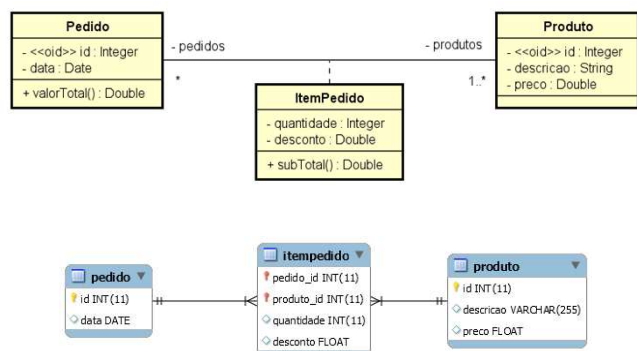 Pedido
- <<oid>> id : Integer
- data : Date
+ valorTotal() : Double
- pedidos
*
- produtos
1..*
Produto
- <<oid>> id : Integer
- descricao : String
- preco : Double
ItemPedido
- quantidade : Integer
- desconto : Double
+ subTotal() : Double
pedido
id INT(11)
data DATE
itempedido
pedido_id INT(11)
produto_id INT(11)
quantidade INT(11)
desconto FLOAT
produto
id INT(11)
descricao VARCHAR(255)
preco FLOAT